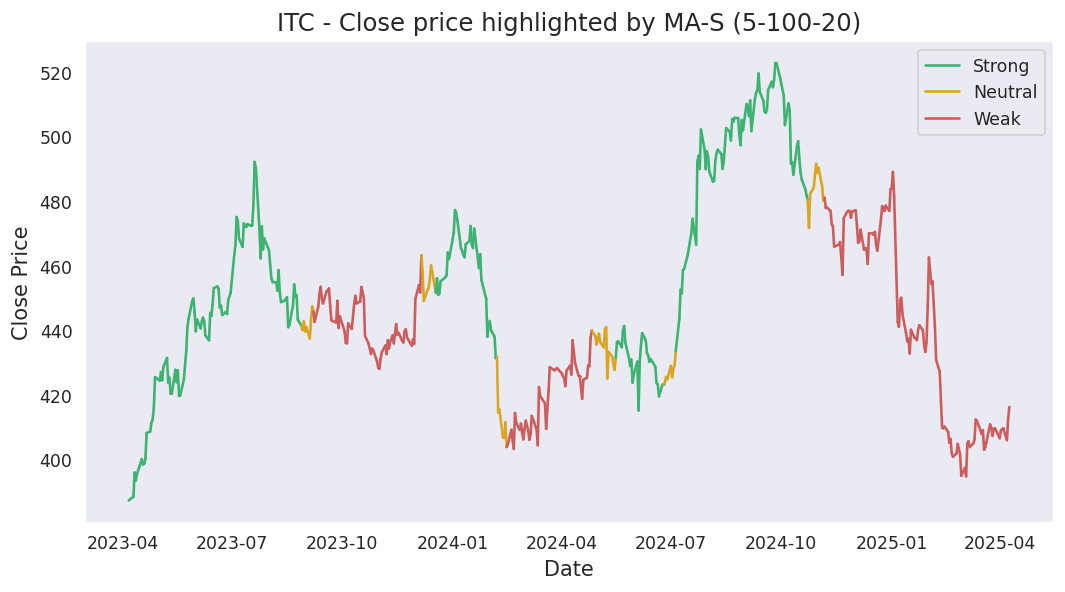 ITC - Close price highlighted by MA-S (5-100-20)
Strong
Neutral
Weak
Close Price
520
500
480
460
440
420
400
2023-04
2023-07
2023-10
2024-01
2024-04
2024-07
2024-10
2025-01
2025-04
Date